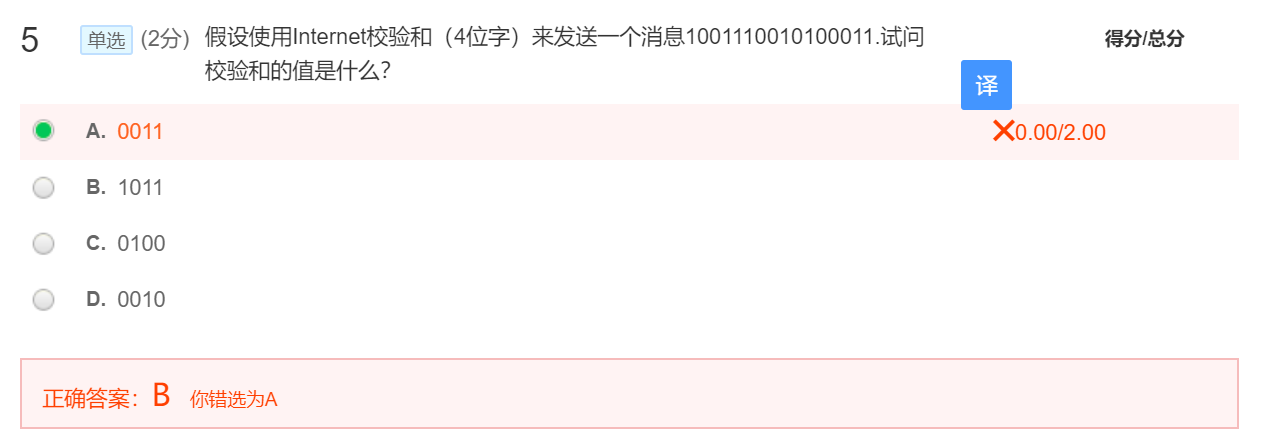 5 单选 (2分) 假设使用Internet校验和（4位字）来发送一个消息1001110010100011.试问 得分/总分
校验和的值是什么？
译
A. 0011 ✕0.00/2.00
B. 1011
C. 0100
D. 0010
正确答案：B 你错选为A